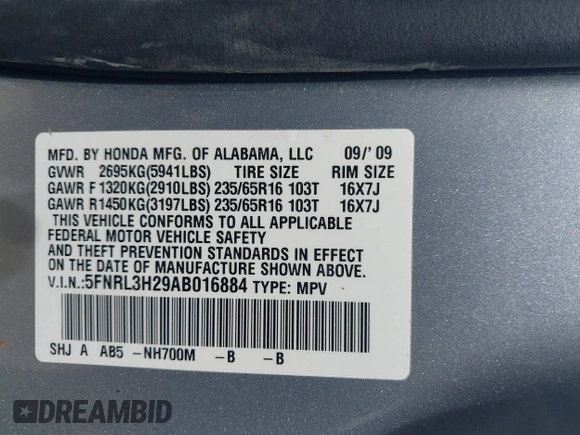 MFD. BY HONDA MFG. OF ALABAMA, LLC 09/' 09
GVWR 2695KG(5941LBS) TIRE SIZE RIM SIZE
GAWR F 1320KG(2910LBS) 235/65R16 103T 16X7J
GAWR R1450KG(3197LBS) 235/65R16 103T 16X7J
THIS VEHICLE CONFORMS TO ALL APPLICABLE
FEDERAL MOTOR VEHICLE SAFETY
AND THEFT PREVENTION STANDARDS IN EFFECT
ON THE DATE OF MANUFACTURE SHOWN ABOVE.
V.I.N.:5FNRL3H29AB016884 TYPE: MPV
SHJ A AB5 -NH700M -B -B
DREAMBID